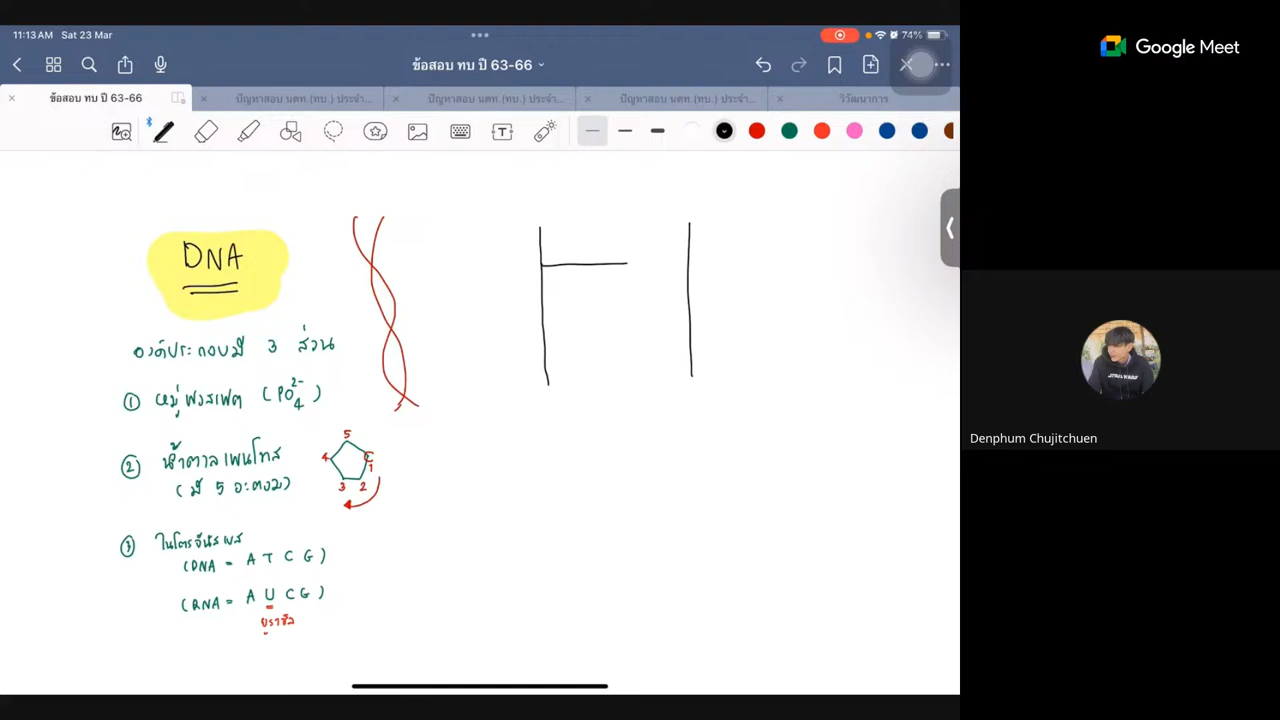 11:13 AM Sat 23 Mar
74%
Google Meet
ข้อสอบ ทบ ปี 63-66
ข้อสอบ ทบ ปี 63-66
ปัญหาสอบ นดท.(ทบ.) ประจำ...
ปัญหาสอบ นดท.(ทบ.) ประจำ...
ปัญหาสอบ นดท.(ทบ.) ประจำ...
วิวัฒนาการ
DNA
องค์ประกอบมี 3 ส่วน
① หมู่ฟอสเฟต (PO₄²⁻)
② น้ำตาลเพนโทส
(มี 5 อะตอม)
5
4
C
1
3 2
③ ไนโตรจีนัสเบส
(DNA = A T C G)
(RNA = A U C G)
ยูราซิล
Denphum Chujitchuen